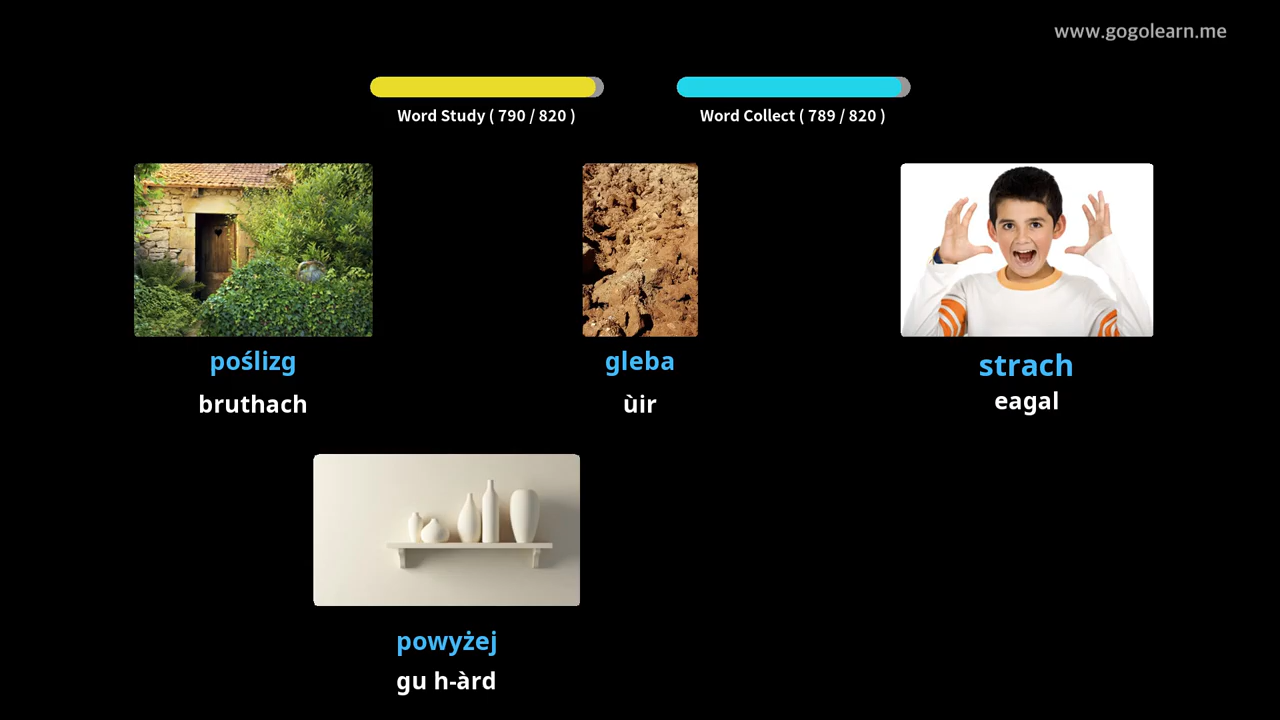 www.gogolearn.me
Word Study ( 790 / 820 )
Word Collect ( 789 / 820 )
poślizg
bruthach
gleba
ùir
strach
eagal
powyżej
gu h-àrd